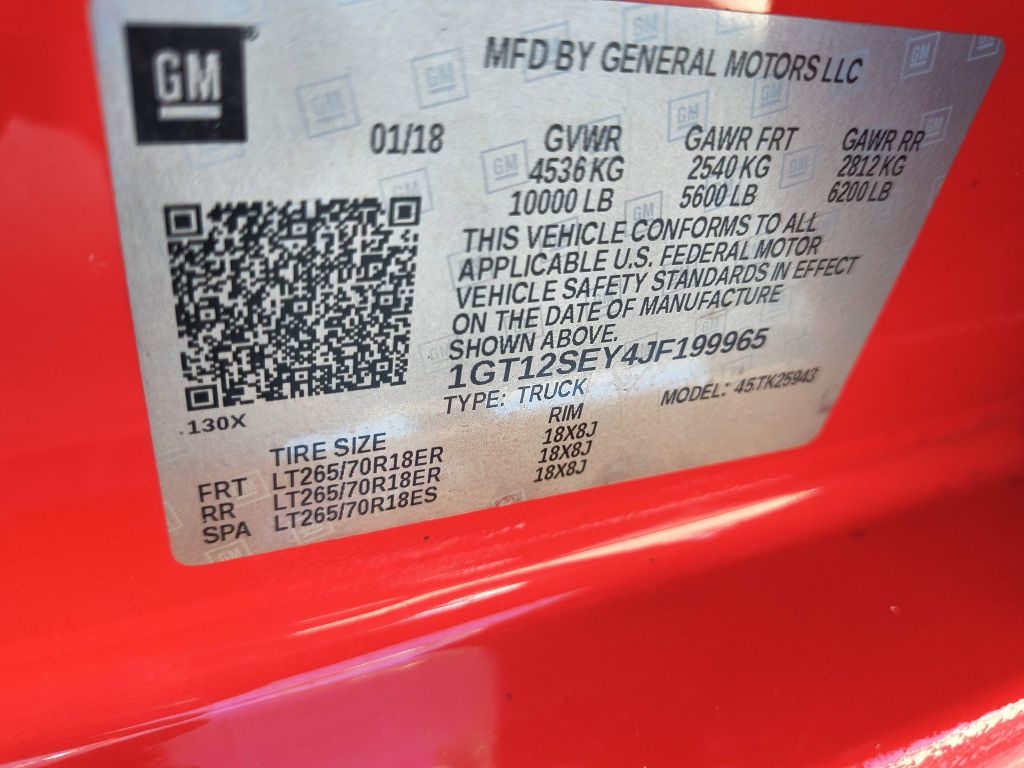 GM
MFD BY GENERAL MOTORS LLC
01/18 GVWR GAWR FRT GAWR RR
4536 KG 2540 KG 2812 KG
10000 LB 5600 LB 6200 LB
THIS VEHICLE CONFORMS TO ALL
APPLICABLE U.S. FEDERAL MOTOR
VEHICLE SAFETY STANDARDS IN EFFECT
ON THE DATE OF MANUFACTURE
SHOWN ABOVE.
1GT12SEY4JF199965
TYPE: TRUCK MODEL: 45.TK25943
.130X
TIRE SIZE RIM
FRT LT265/70R18ER 18X8J
RR LT265/70R18ER 18X8J
SPA LT265/70R18ES 18X8J